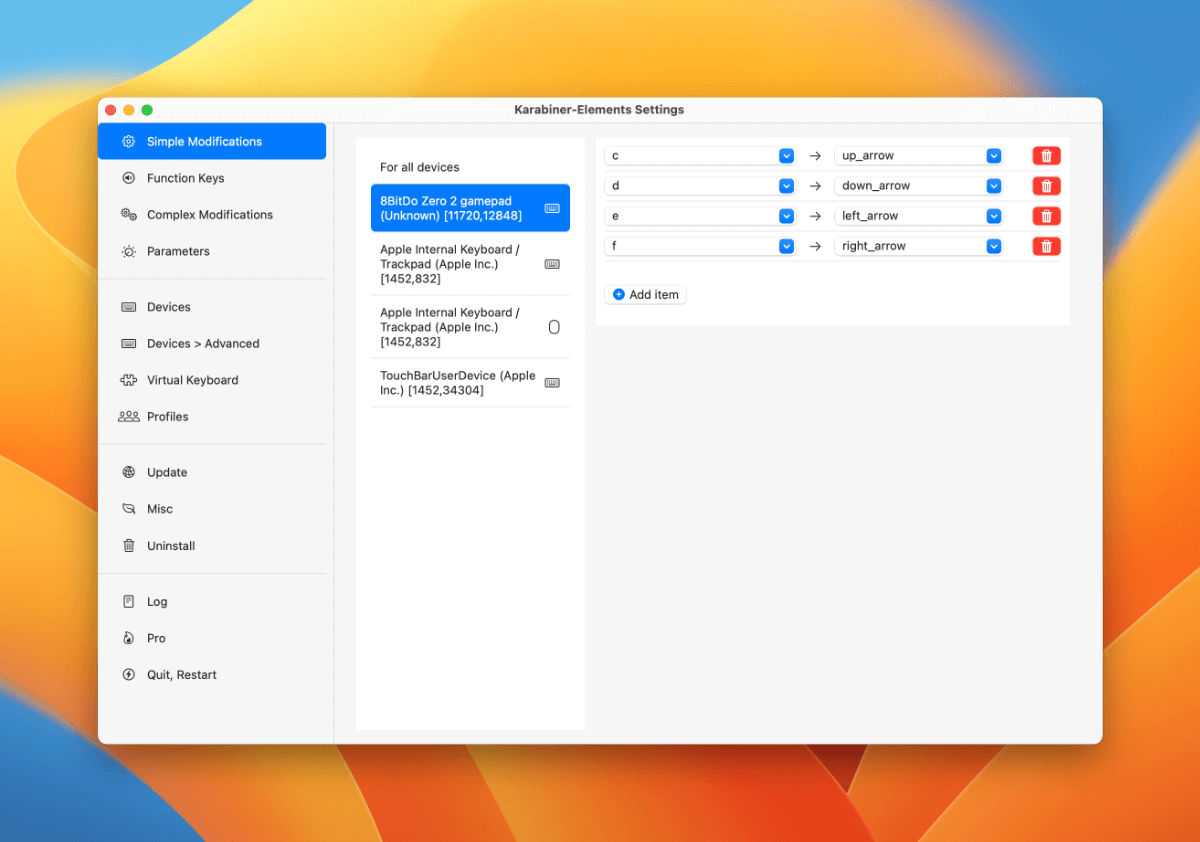 Karabiner-Elements Settings
Simple Modifications
Function Keys
Complex Modifications
Parameters
Devices
Devices > Advanced
Virtual Keyboard
Profiles
Update
Misc
Uninstall
Log
Pro
Quit, Restart
For all devices
8BitDo Zero 2 gamepad
(Unknown) [11720,12848]
Apple Internal Keyboard /
Trackpad (Apple Inc.)
[1452,832]
Apple Internal Keyboard /
Trackpad (Apple Inc.)
[1452,832]
TouchBarUserDevice (Apple
Inc.) [1452,34304]
c → up_arrow
d → down_arrow
e → left_arrow
f → right_arrow
Add item